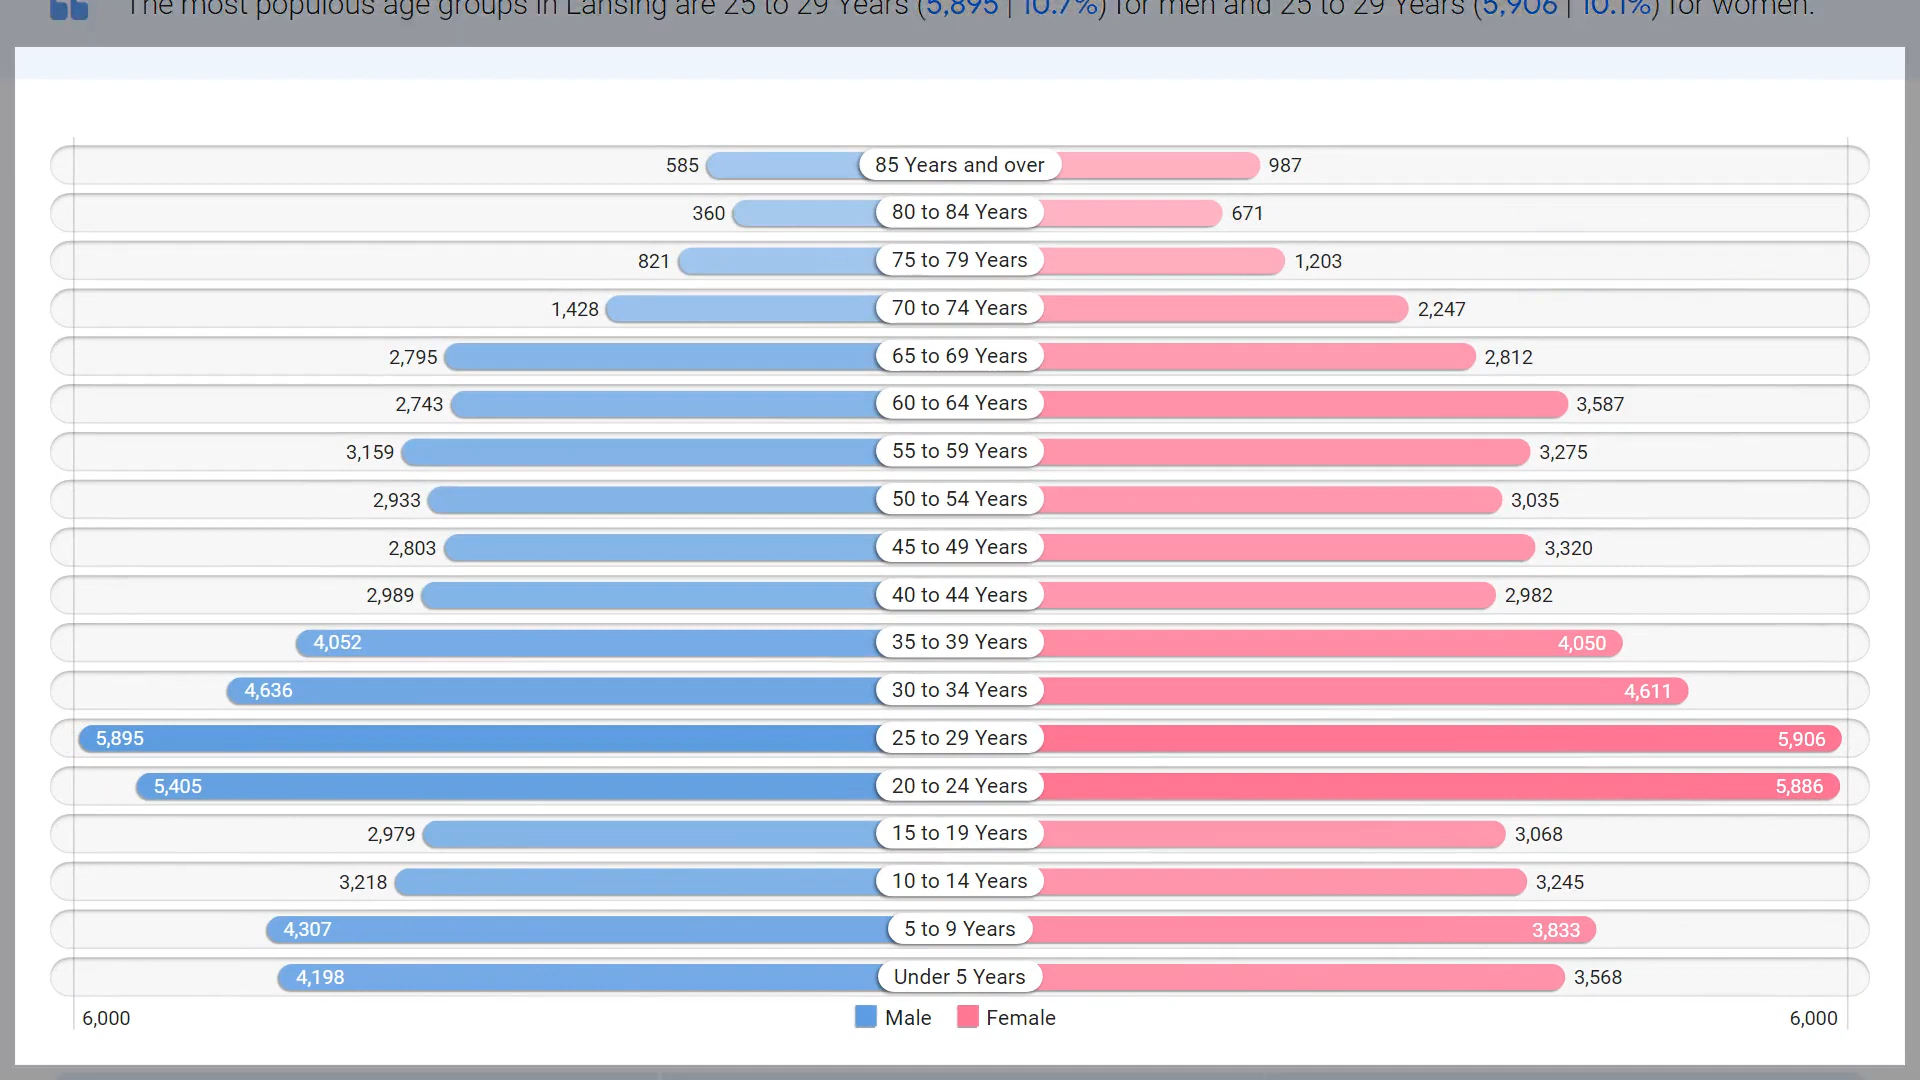 The most populous age groups in Lansing are 25 to 29 Years (5,895 | 10.7%) for men and 25 to 29 Years (5,906 | 10.1%) for women.
585 85 Years and over 987
360 80 to 84 Years 671
821 75 to 79 Years 1,203
1,428 70 to 74 Years 2,247
2,795 65 to 69 Years 2,812
2,743 60 to 64 Years 3,587
3,159 55 to 59 Years 3,275
2,933 50 to 54 Years 3,035
2,803 45 to 49 Years 3,320
2,989 40 to 44 Years 2,982
4,052 35 to 39 Years 4,050
4,636 30 to 34 Years 4,611
5,895 25 to 29 Years 5,906
5,405 20 to 24 Years 5,886
2,979 15 to 19 Years 3,068
3,218 10 to 14 Years 3,245
4,307 5 to 9 Years 3,833
4,198 Under 5 Years 3,568
6,000 Male Female 6,000